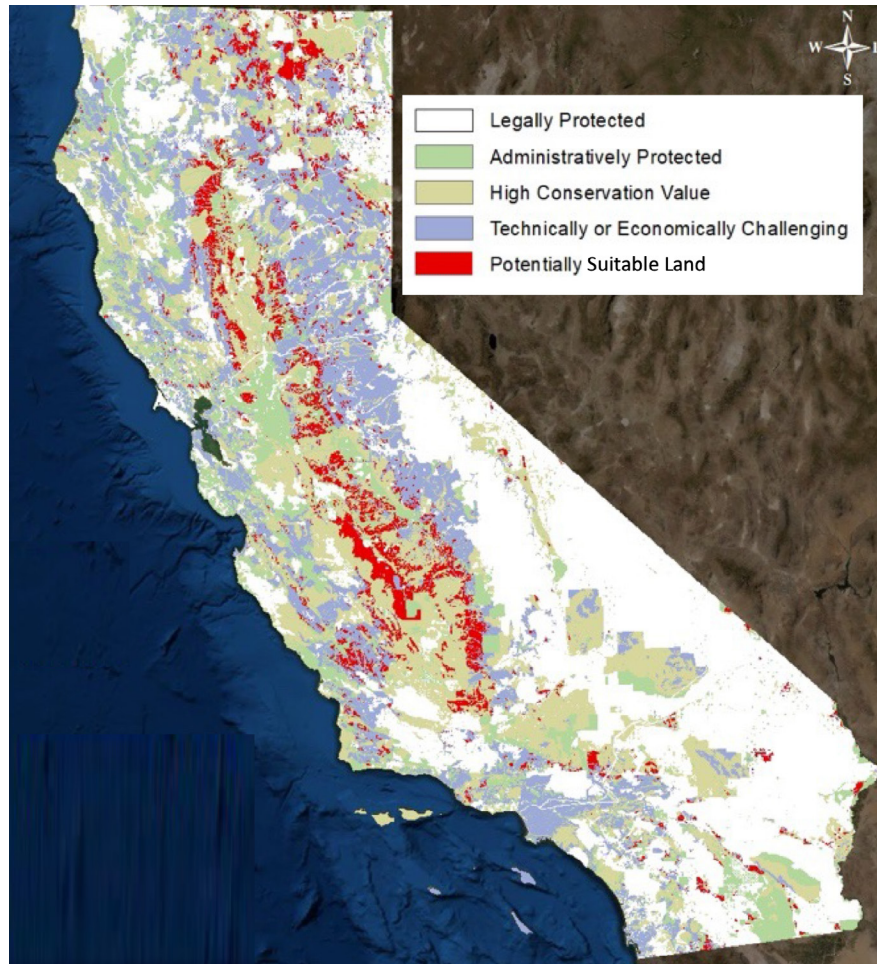 N
W E
S
Legally Protected
Administratively Protected
High Conservation Value
Technically or Economically Challenging
Potentially Suitable Land